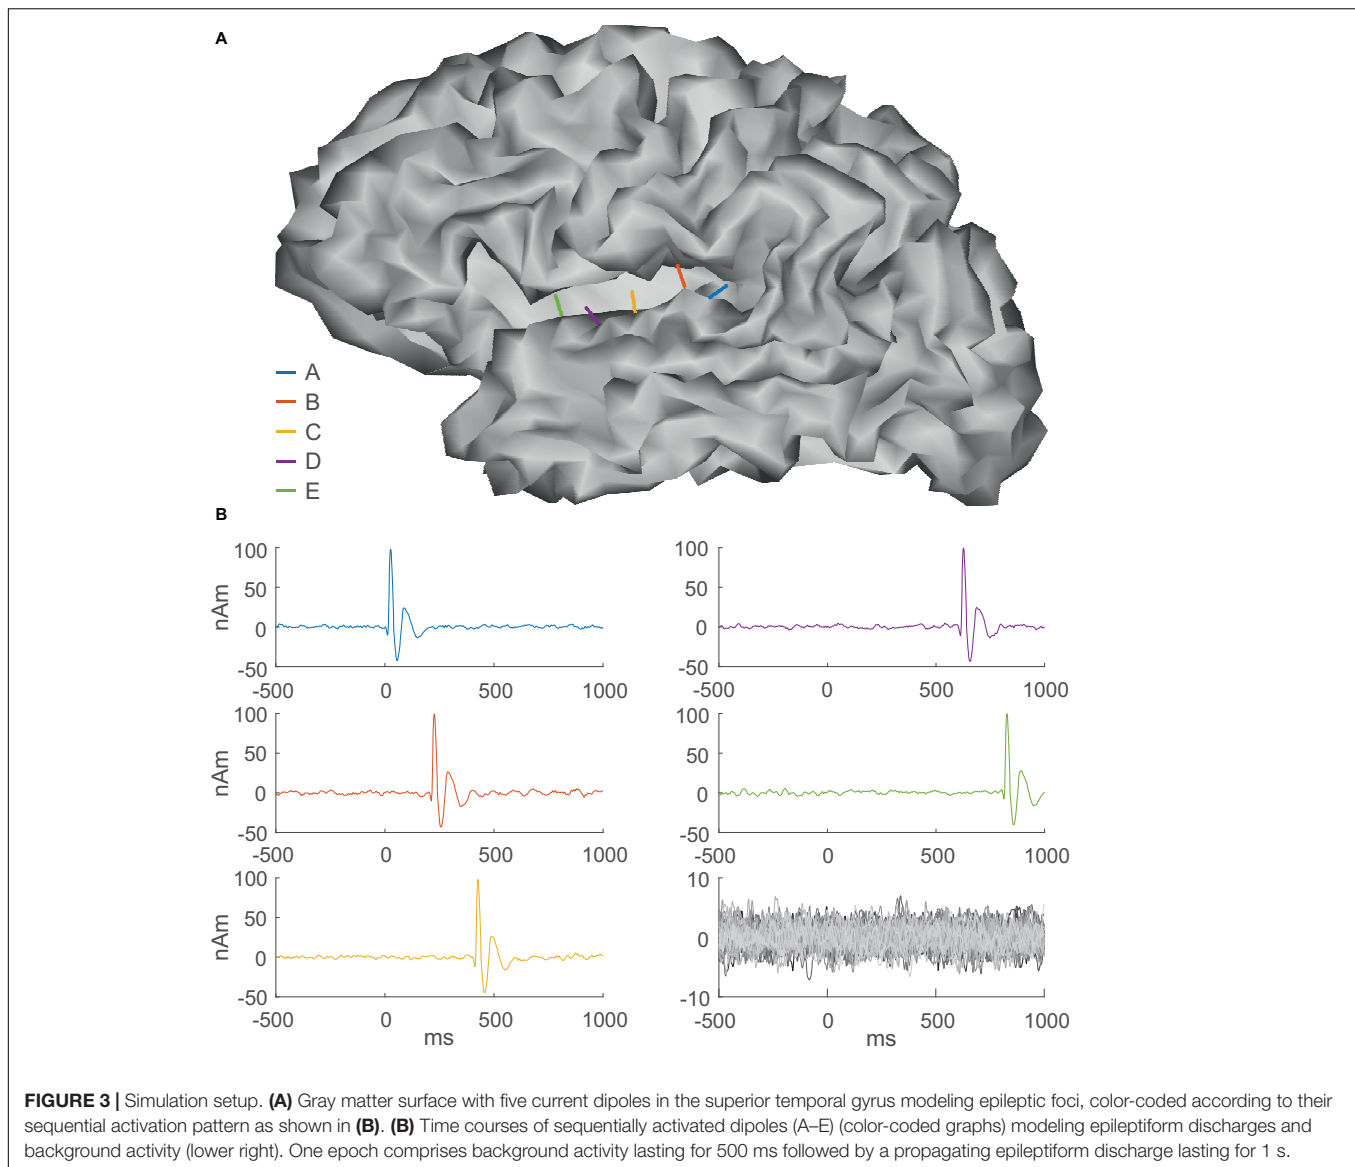 A
A
B
C
D
E
B
100
50
0
-50
nAm
-500 0 500 1000
100
50
0
-50
-500 0 500 1000
100
50
0
-50
nAm
-500 0 500 1000
100
50
0
-50
-500 0 500 1000
100
50
0
-50
nAm
-500 0 500 1000
ms
10
0
-10
-500 0 500 1000
ms
FIGURE 3 | Simulation setup. (A) Gray matter surface with five current dipoles in the superior temporal gyrus modeling epileptic foci, color-coded according to their
sequential activation pattern as shown in (B). (B) Time courses of sequentially activated dipoles (A–E) (color-coded graphs) modeling epileptiform discharges and
background activity (lower right). One epoch comprises background activity lasting for 500 ms followed by a propagating epileptiform discharge lasting for 1 s.